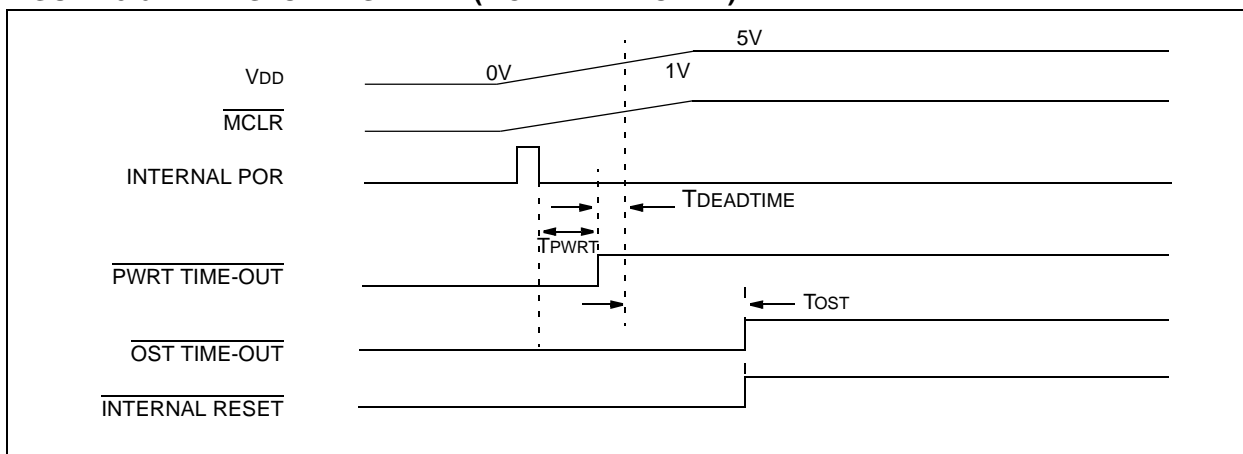 5V
VDD
0V
1V
MCLR
INTERNAL POR
TDEADTIME
TPWRT
PWRT TIME-OUT
TOST
OST TIME-OUT
INTERNAL RESET